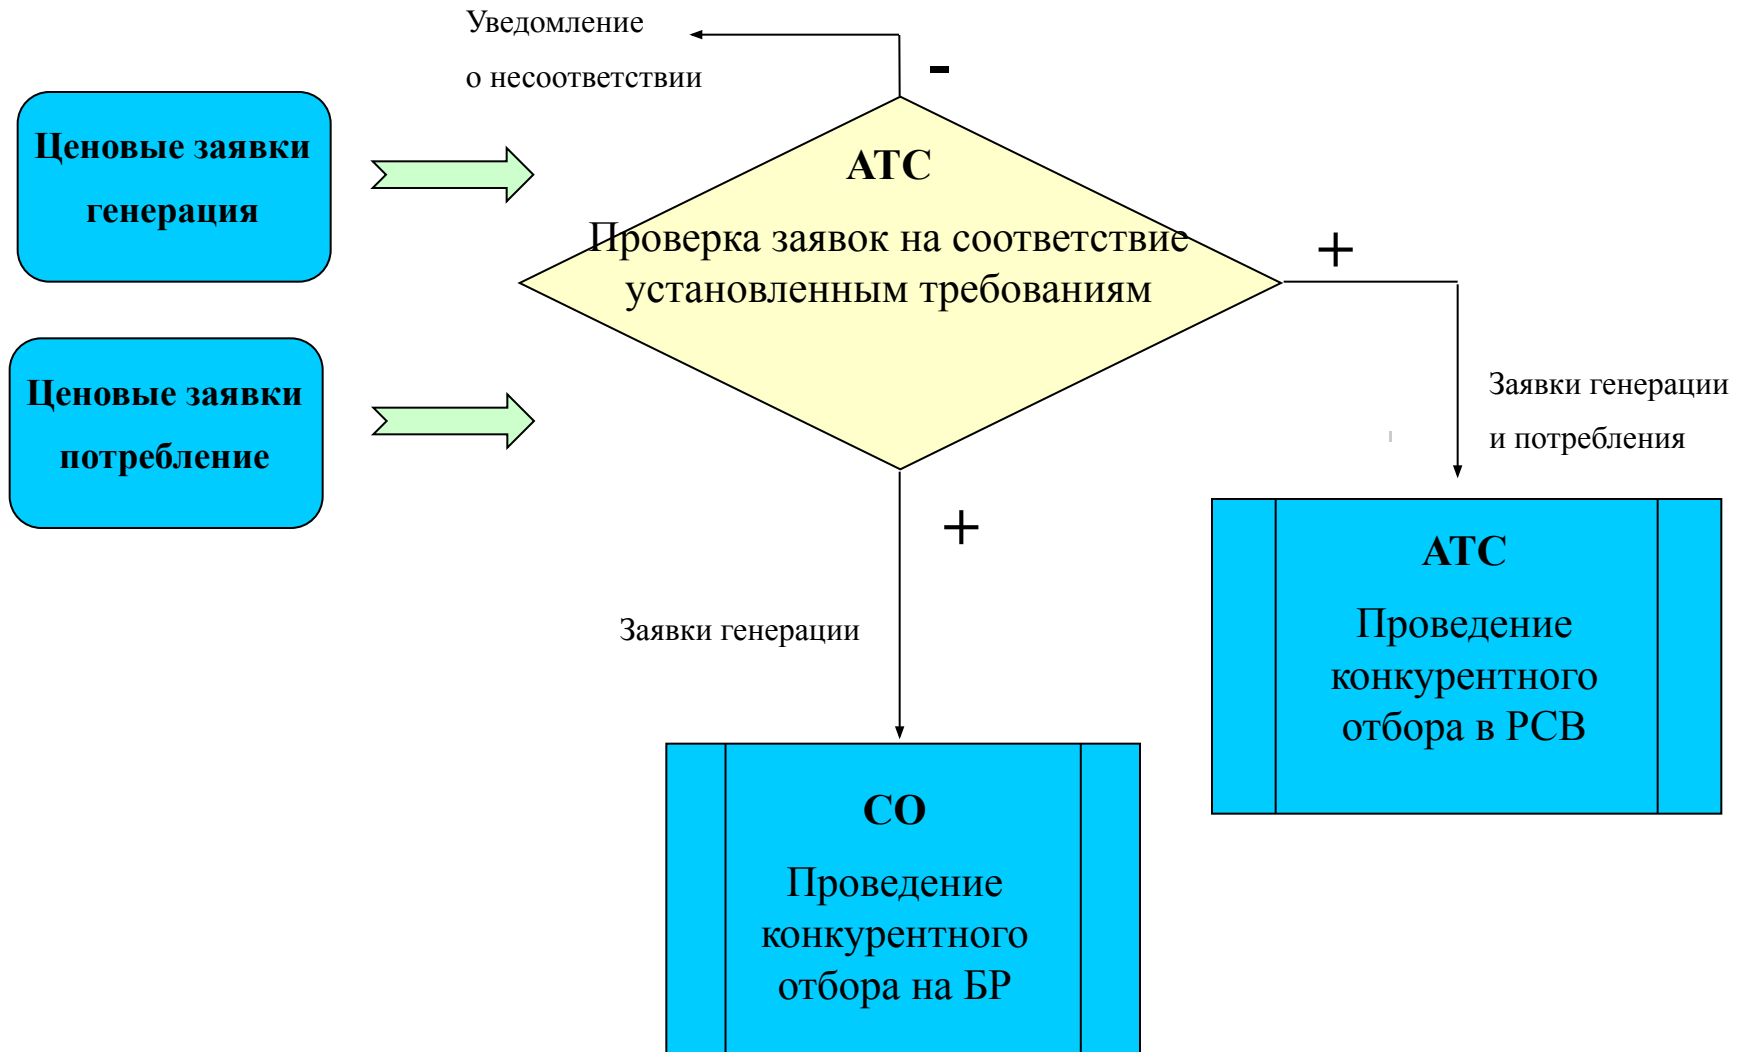 Уведомление
о несоответствии
-
Ценовые заявки
генерация
АТС
Проверка заявок на соответствие
установленным требованиям
+
Ценовые заявки
потребление
Заявки генерации
и потребления
+
Заявки генерации
АТС
Проведение
конкурентного
отбора в РСВ
СО
Проведение
конкурентного
отбора на БР